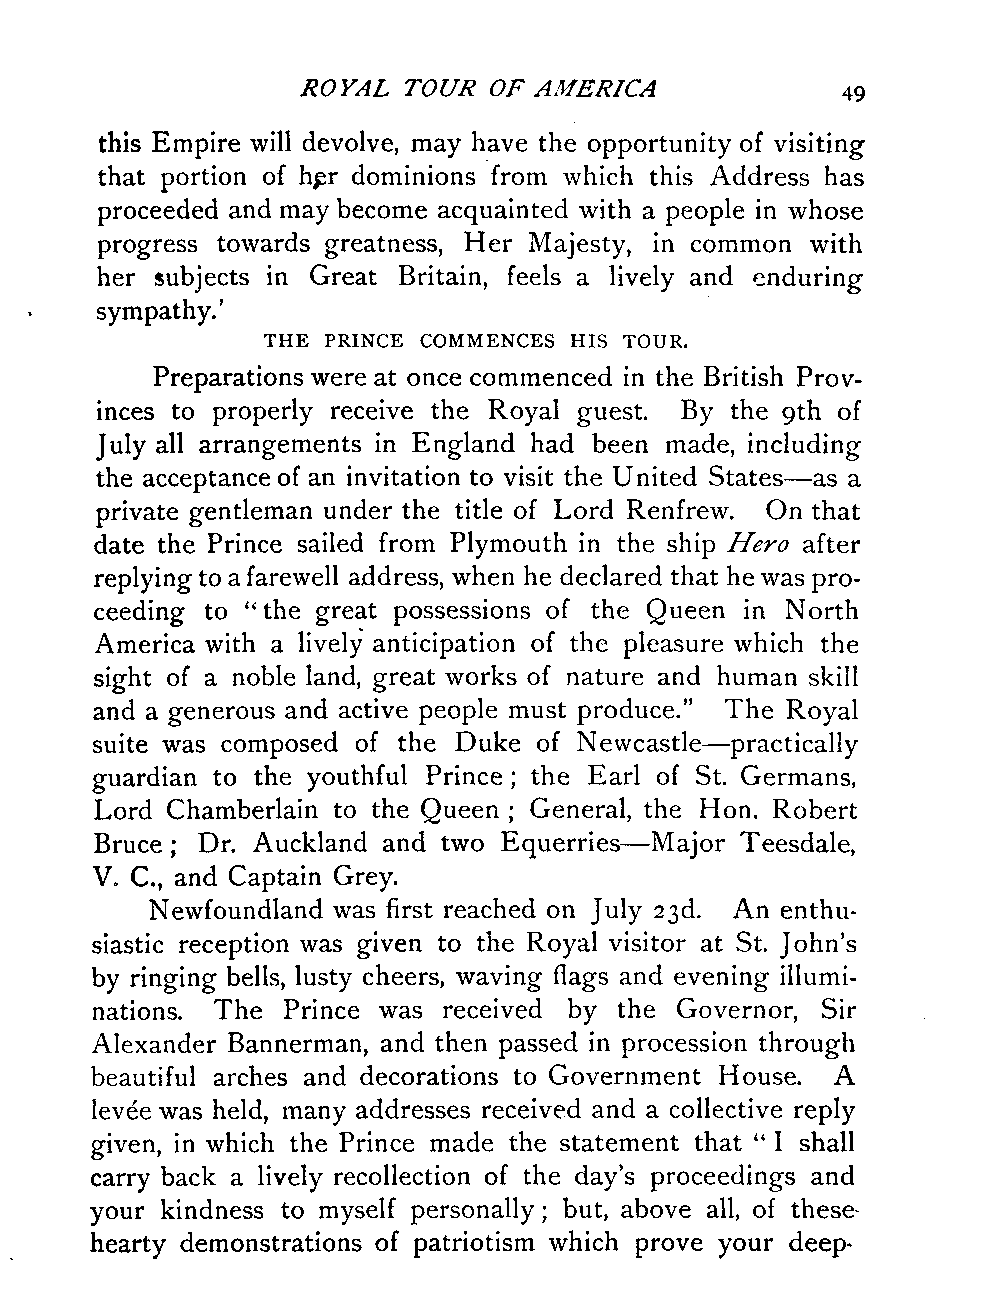 ROYAL TOUR OF AMERICA 49
this Empire will devolve, may have the opportunity of visiting
that portion of her dominions from which this Address has
proceeded and may become acquainted with a people in whose
progress towards greatness, Her Majesty, in common with
her subjects in Great Britain, feels a lively and enduring
sympathy.'
THE PRINCE COMMENCES HIS TOUR.
Preparations were at once commenced in the British Prov-
inces to properly receive the Royal guest. By the 9th of
July all arrangements in England had been made, including
the acceptance of an invitation to visit the United States—as a
private gentleman under the title of Lord Renfrew. On that
date the Prince sailed from Plymouth in the ship Hero after
replying to a farewell address, when he declared that he was pro-
ceeding to “the great possessions of the Queen in North
America with a lively anticipation of the pleasure which the
sight of a noble land, great works of nature and human skill
and a generous and active people must produce.” The Royal
suite was composed of the Duke of Newcastle—practically
guardian to the youthful Prince; the Earl of St. Germans,
Lord Chamberlain to the Queen; General, the Hon. Robert
Bruce; Dr. Auckland and two Equerries—Major Teesdale,
V. C., and Captain Grey.
Newfoundland was first reached on July 23d. An enthu-
siastic reception was given to the Royal visitor at St. John's
by ringing bells, lusty cheers, waving flags and evening illumi-
nations. The Prince was received by the Governor, Sir
Alexander Bannerman, and then passed in procession through
beautiful arches and decorations to Government House. A
levée was held, many addresses received and a collective reply
given, in which the Prince made the statement that “I shall
carry back a lively recollection of the day's proceedings and
your kindness to myself personally; but, above all, of these
hearty demonstrations of patriotism which prove your deep-